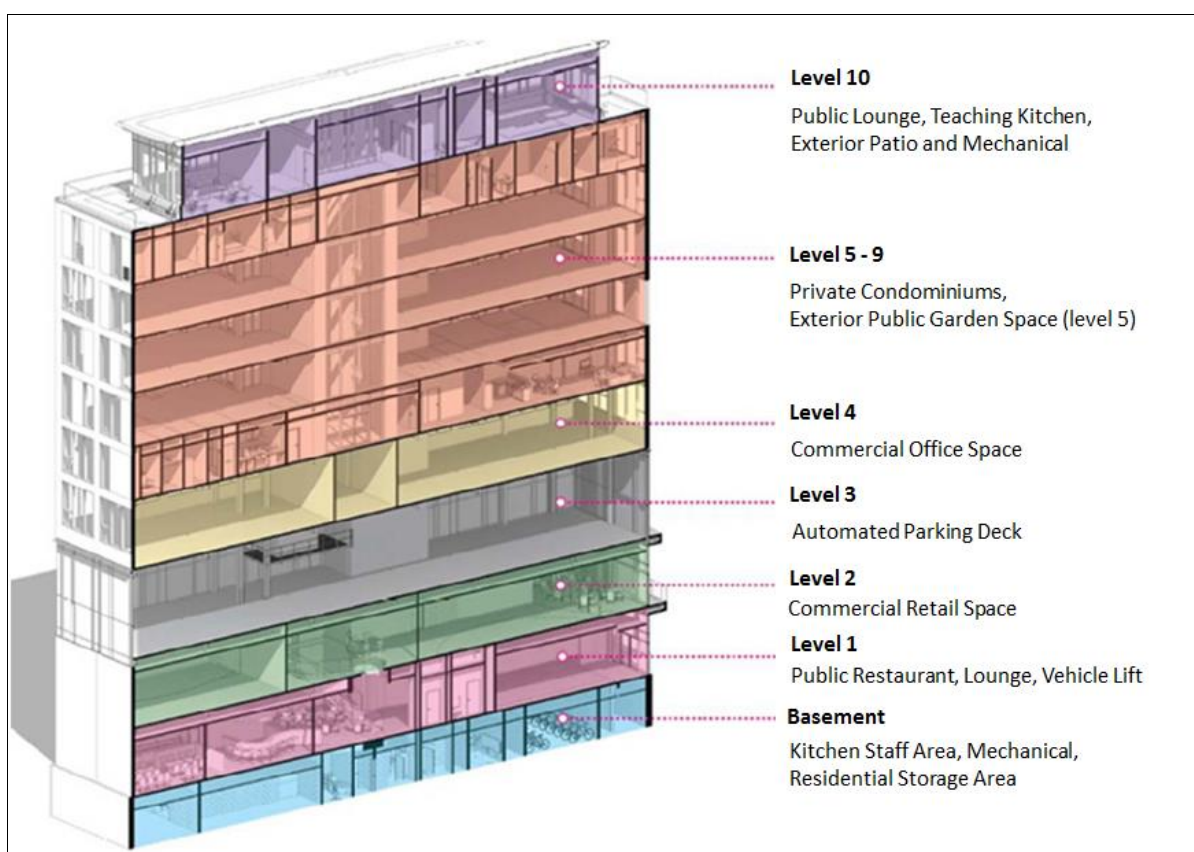 Level 10
Public Lounge, Teaching Kitchen,
Exterior Patio and Mechanical
Level 5 - 9
Private Condominiums,
Exterior Public Garden Space (level 5)
Level 4
Commercial Office Space
Level 3
Automated Parking Deck
Level 2
Commercial Retail Space
Level 1
Public Restaurant, Lounge, Vehicle Lift
Basement
Kitchen Staff Area, Mechanical,
Residential Storage Area